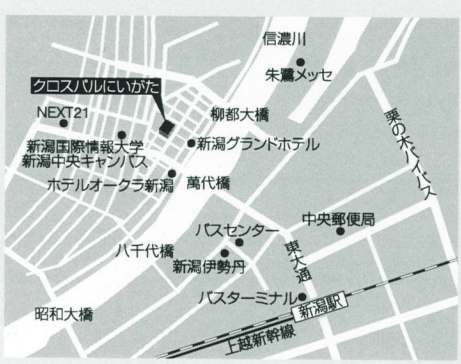 信濃川
朱鷺メッセ
クロスパルにいがた
NEXT21
柳都大橋
新潟国際情報大学
新潟中央キャンパス
新潟グランドホテル
ホテルオークラ新潟
萬代橋
栗の木バイパス
八千代橋
バスセンター
中央郵便局
新潟伊勢丹
東大通
昭和大橋
バスターミナル
新潟駅
上越新幹線